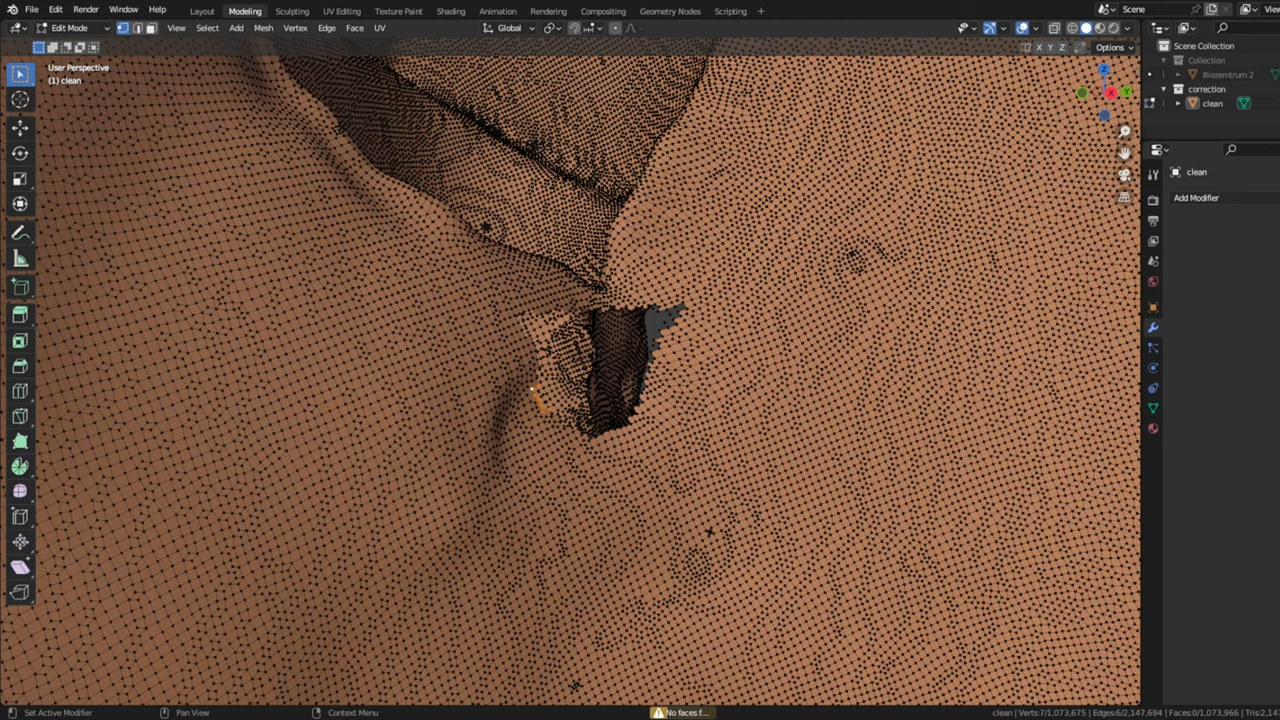 File Edit Render Window Help Layout Modeling Sculpting UV Editing Texture Paint Shading Animation Rendering Compositing Geometry Nodes Scripting + Scene
Edit Mode View Select Add Mesh Vertex Edge Face UV Global
X Y Z Options
User Perspective
(1) clean
Z
X Y
Scene Collection
Collection
Biozemtrum 2
correction
clean
clean
Add Modifier
Set Active Modifier Pan View Context Menu No faces f... clean | Verts:7/1,073,675 | Edges:6/2,147,694 | Faces:0/1,073,966 | Tris:2,147